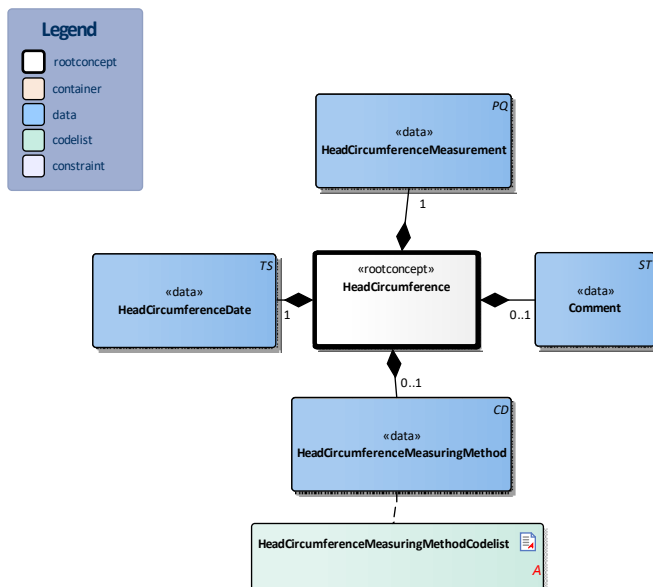 Legend
rootconcept
container
data
codelist
constraint
PQ
«data»
HeadCircumferenceMeasurement
1
TS
«data»
HeadCircumferenceDate
1
«rootconcept»
HeadCircumference
ST
«data»
Comment
0..1
0..1
CD
«data»
HeadCircumferenceMeasuringMethod
HeadCircumferenceMeasuringMethodCodelist
A